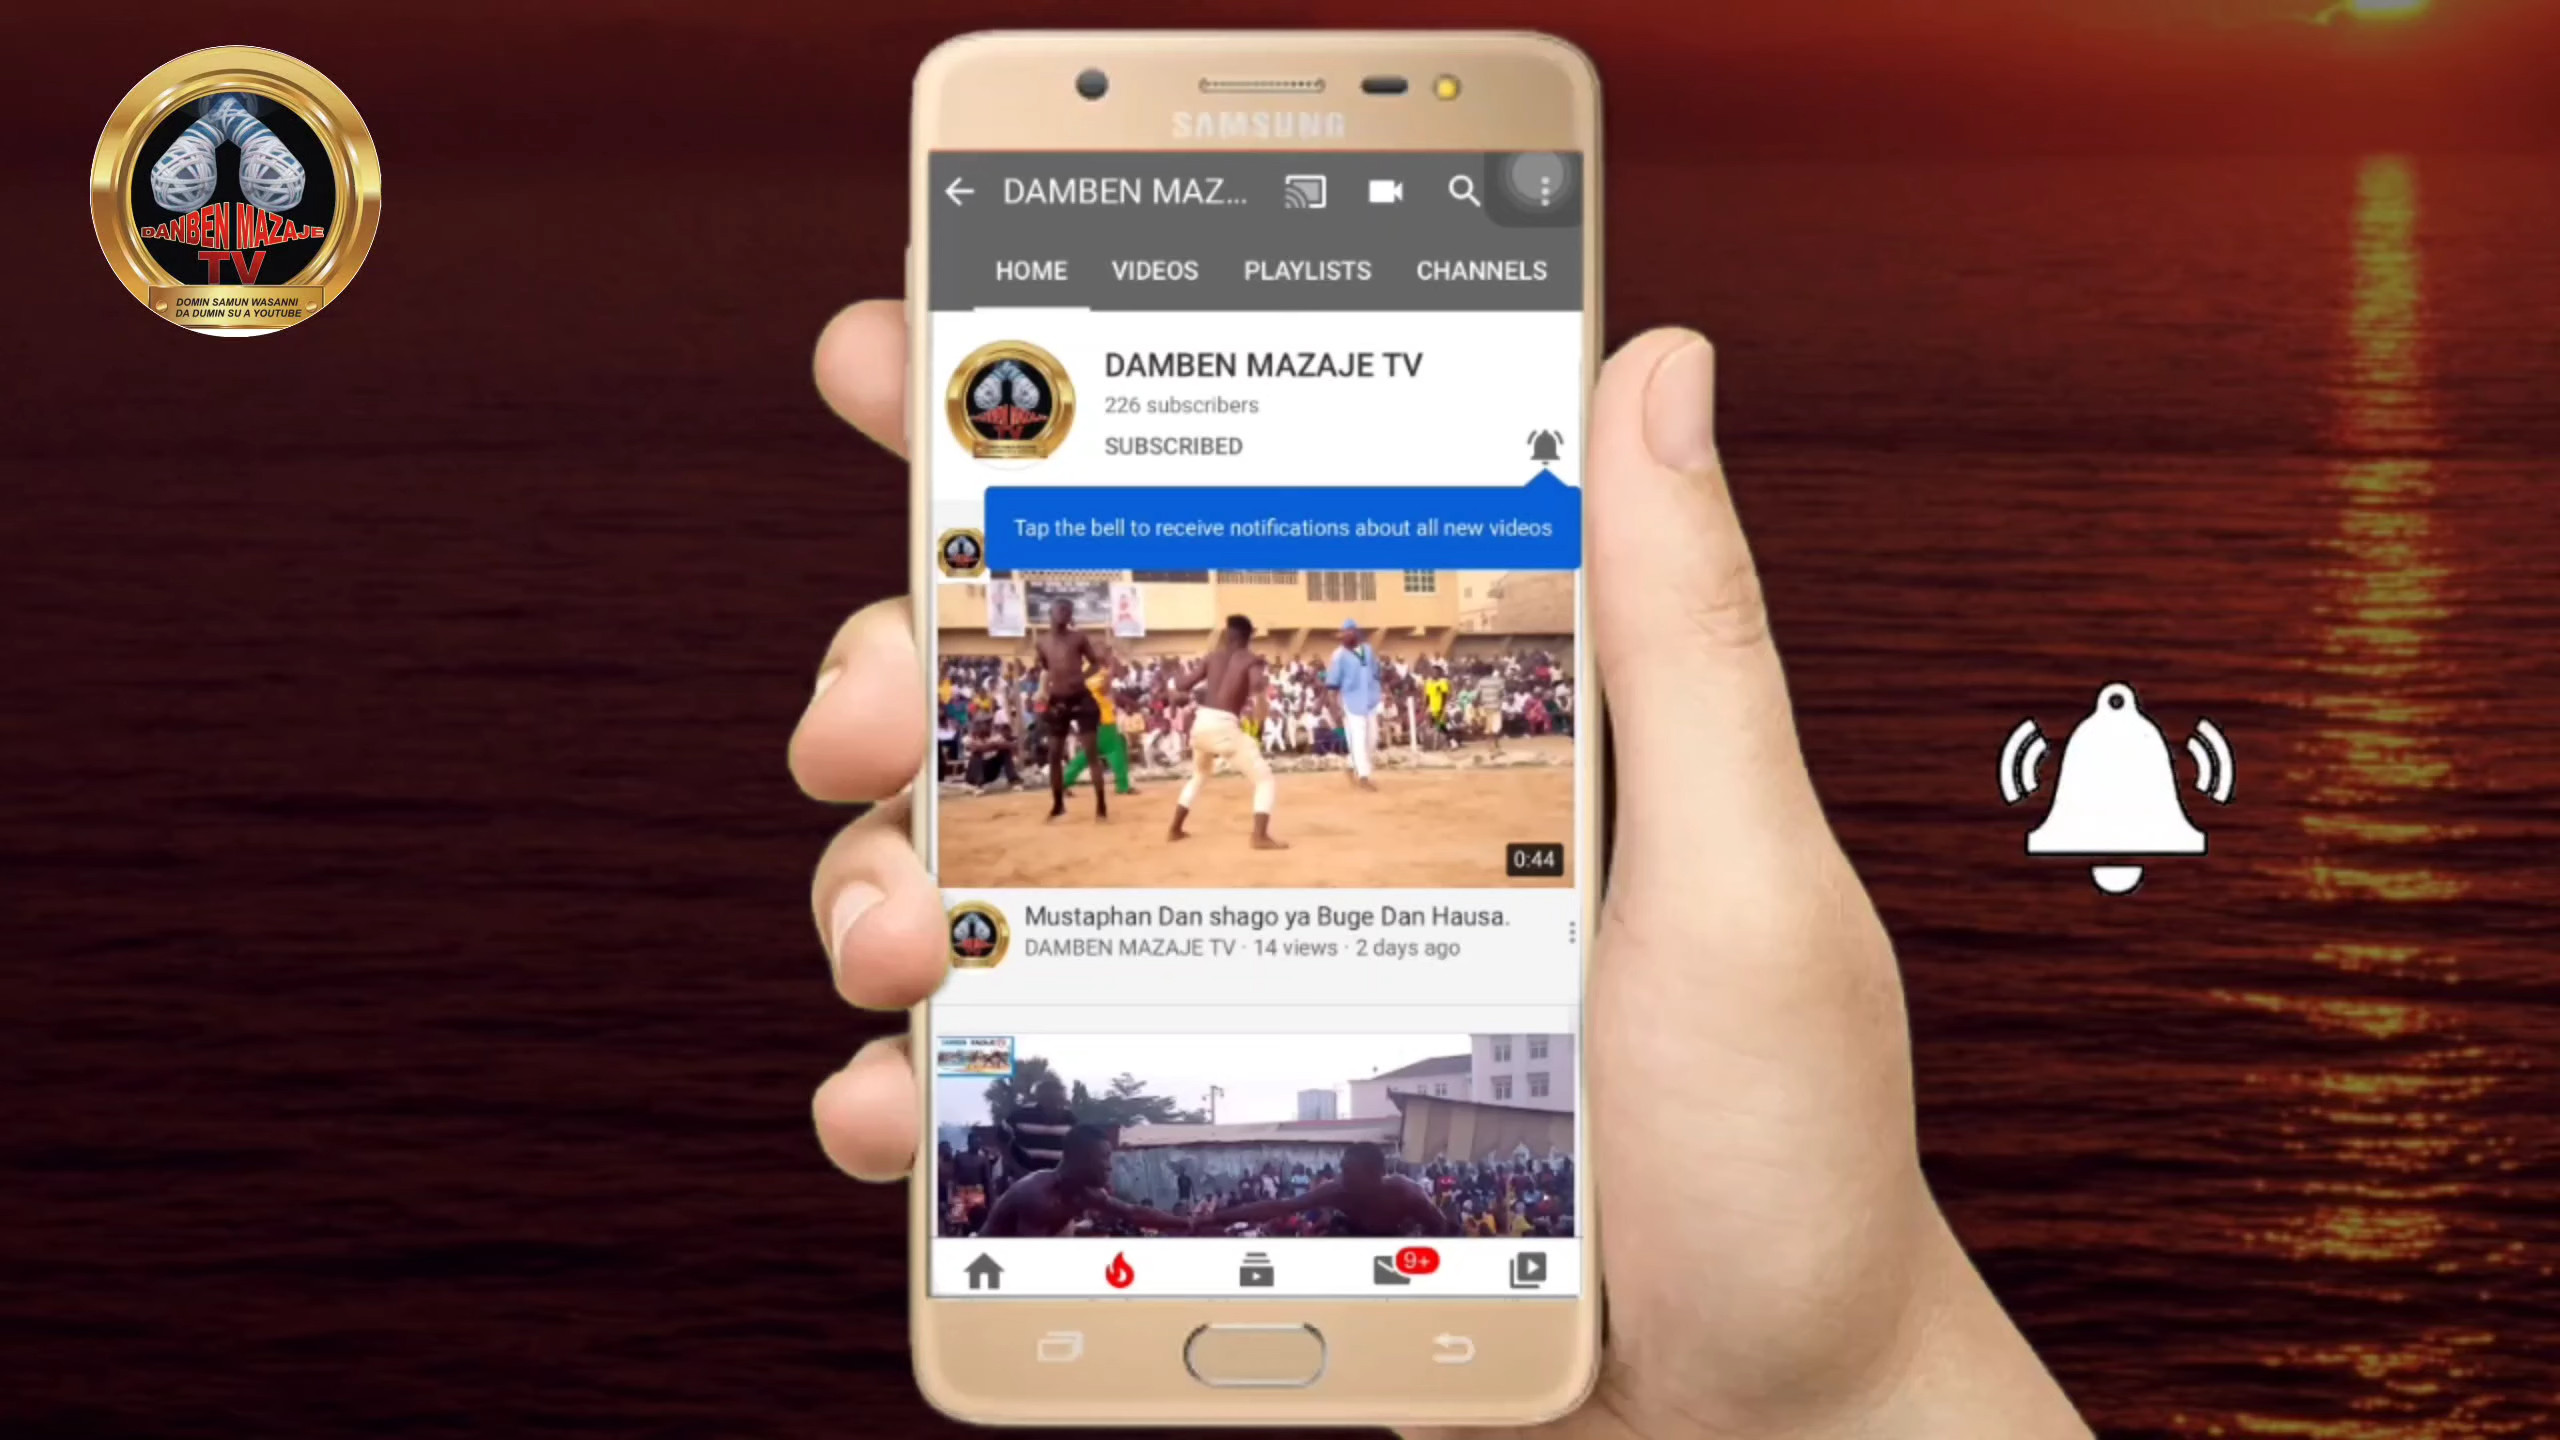 DANBEN MAZAJE
TV
DOMIN SAMUN WASANNI
DA DUMIN SU A YOUTUBE
SAMSUNG
DAMBEN MAZ...
HOME VIDEOS PLAYLISTS CHANNELS
DAMBEN MAZAJE TV
226 subscribers
SUBSCRIBED
Tap the bell to receive notifications about all new videos
0:44
Mustaphan Dan shago ya Buge Dan Hausa.
DAMBEN MAZAJE TV · 14 views · 2 days ago
9+